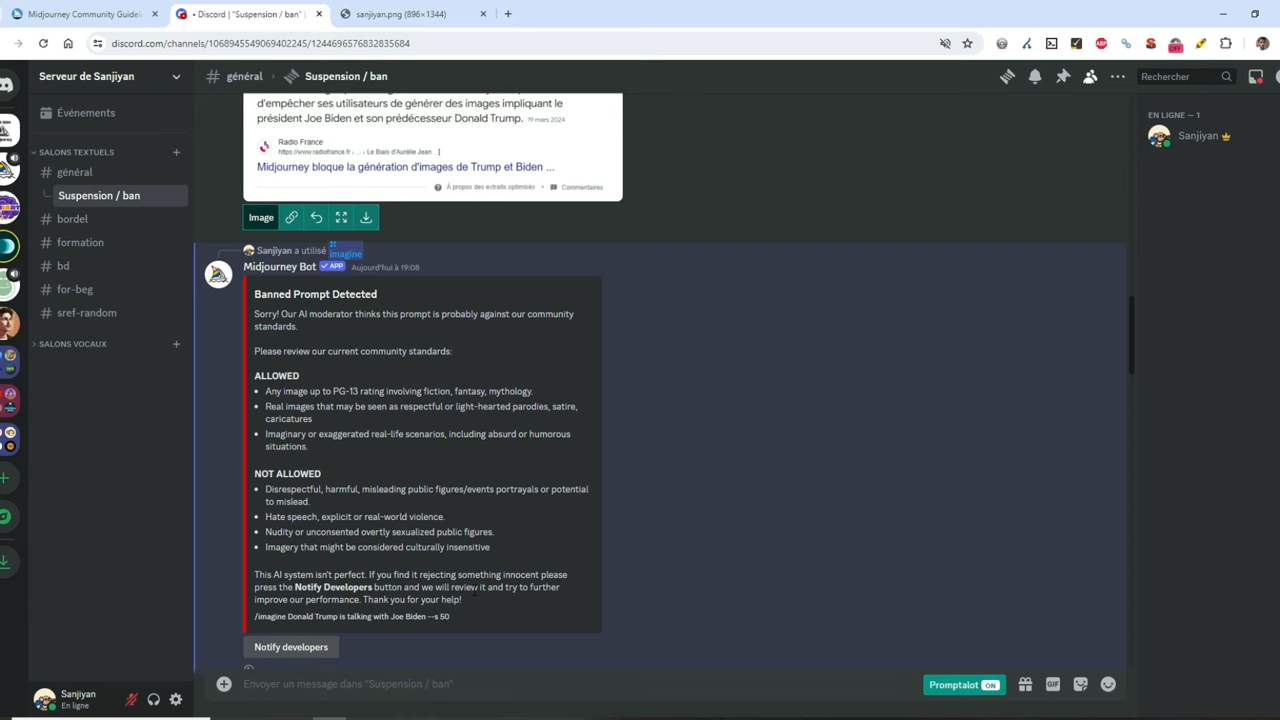 Midjourney Community Guideli
• Discord | "Suspension / ban"
sanjiyan.png (896×1344)
discord.com/channels/1068945549069402245/1244696576832835684
Serveur de Sanjiyan
général
Suspension / ban
Rechercher
Événements
SALONS TEXTUELS
général
Suspension / ban
bordel
formation
bd
for-beg
sref-random
SALONS VOCAUX
d'empêcher ses utilisateurs de générer des images impliquant le
président Joe Biden et son prédécesseur Donald Trump. 19 mars 2024
Radio France
https://www.radiofrance.fr › ... › Le Biais d'Aurélie Jean
Midjourney bloque la génération d'images de Trump et Biden ...
À propos des extraits optimisés • Commentaires
Image
Sanjiyan a utilisé imagine
Midjourney Bot APP Aujourd'hui à 19:08
Banned Prompt Detected
Sorry! Our AI moderator thinks this prompt is probably against our community
standards.
Please review our current community standards:
ALLOWED
• Any image up to PG-13 rating involving fiction, fantasy, mythology.
• Real images that may be seen as respectful or light-hearted parodies, satire,
caricatures
• Imaginary or exaggerated real-life scenarios, including absurd or humorous
situations.
NOT ALLOWED
• Disrespectful, harmful, misleading public figures/events portrayals or potential
to mislead.
• Hate speech, explicit or real-world violence.
• Nudity or unconsented overtly sexualized public figures.
• Imagery that might be considered culturally insensitive
This AI system isn't perfect. If you find it rejecting something innocent please
press the Notify Developers button and we will review it and try to further
improve our performance. Thank you for your help!
/imagine Donald Trump is talking with Joe Biden --s 50
Notify developers
EN LIGNE — 1
Sanjiyan
Sanjiyan
En ligne
Envoyer un message dans "Suspension / ban"
Promptalot ON
GIF